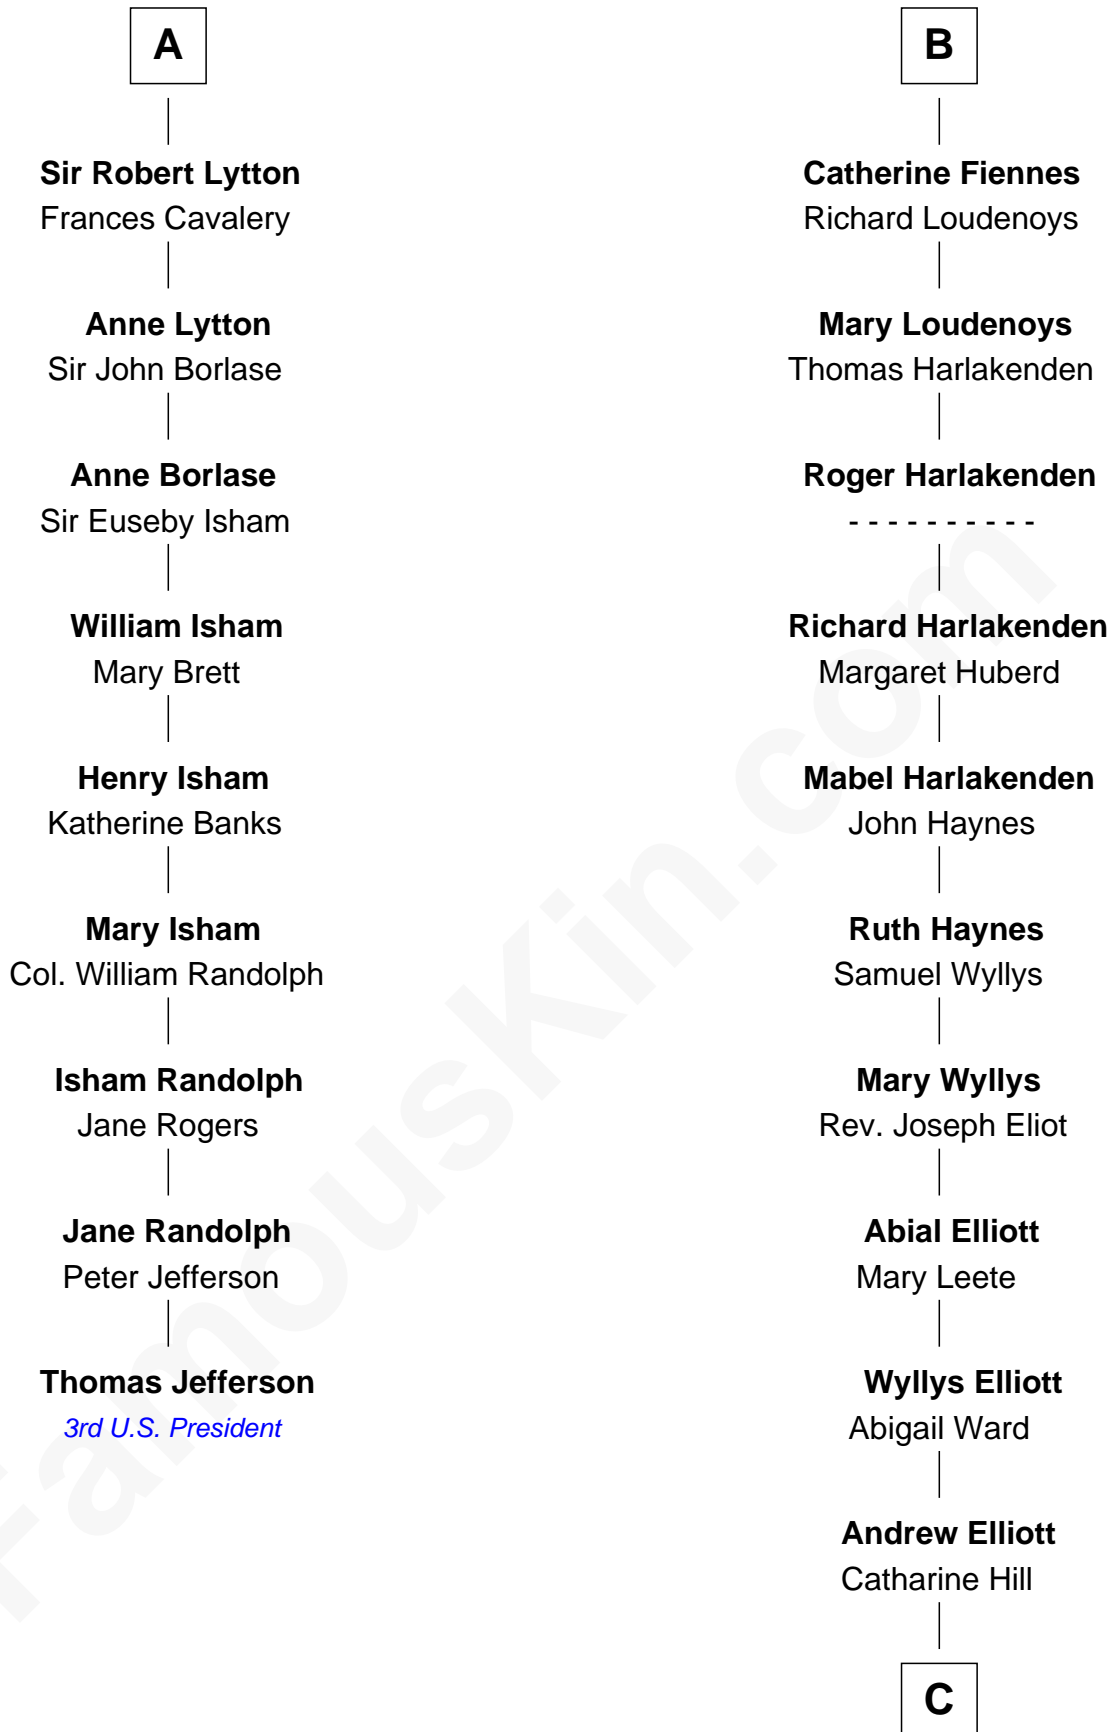 A
Sir Robert Lytton
Frances Cavalery
Anne Lytton
Sir John Borlase
Anne Borlase
Sir Euseby Isham
William Isham
Mary Brett
Henry Isham
Katherine Banks
Mary Isham
Col. William Randolph
Isham Randolph
Jane Rogers
Jane Randolph
Peter Jefferson
Thomas Jefferson
3rd U.S. President
B
Catherine Fiennes
Richard Loudenoys
Mary Loudenoys
Thomas Harlakenden
Roger Harlakenden
- - - - - - - - - -
Richard Harlakenden
Margaret Huberd
Mabel Harlakenden
John Haynes
Ruth Haynes
Samuel Wyllys
Mary Wyllys
Rev. Joseph Eliot
Abial Elliott
Mary Leete
Wyllys Elliott
Abigail Ward
Andrew Elliott
Catharine Hill
C
FamousKin.com